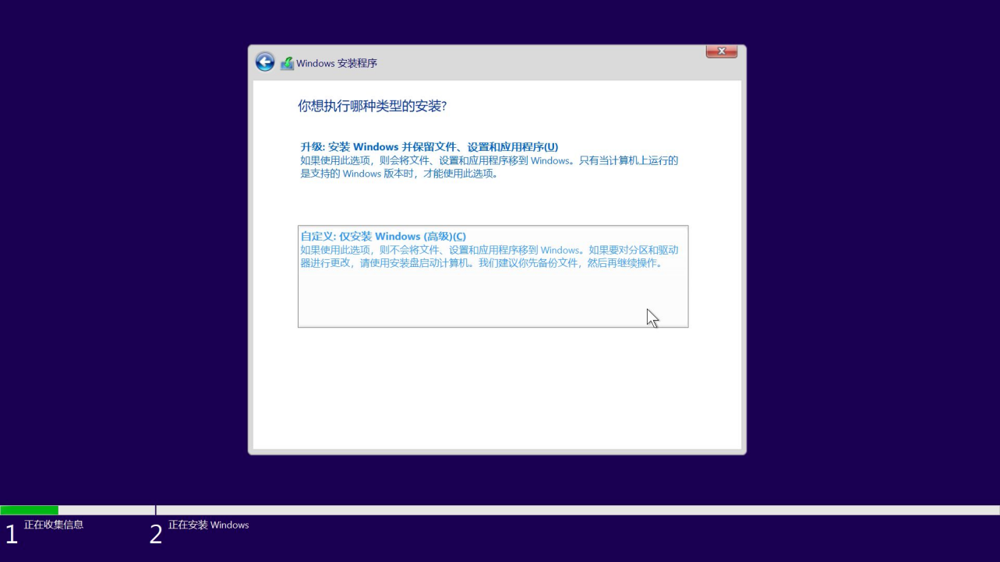 Windows 安装程序
你想执行哪种类型的安装?
升级: 安装 Windows 并保留文件、设置和应用程序(U)
如果使用此选项，则会将文件、设置和应用程序移到 Windows。只有当计算机上运行的
是支持的 Windows 版本时，才能使用此选项。
自定义: 仅安装 Windows (高级)(C)
如果使用此选项，则不会将文件、设置和应用程序移到 Windows。如果要对分区和驱动
器进行更改，请使用安装盘启动计算机。我们建议你先备份文件，然后再继续操作。
1 正在收集信息
2 正在安装 Windows